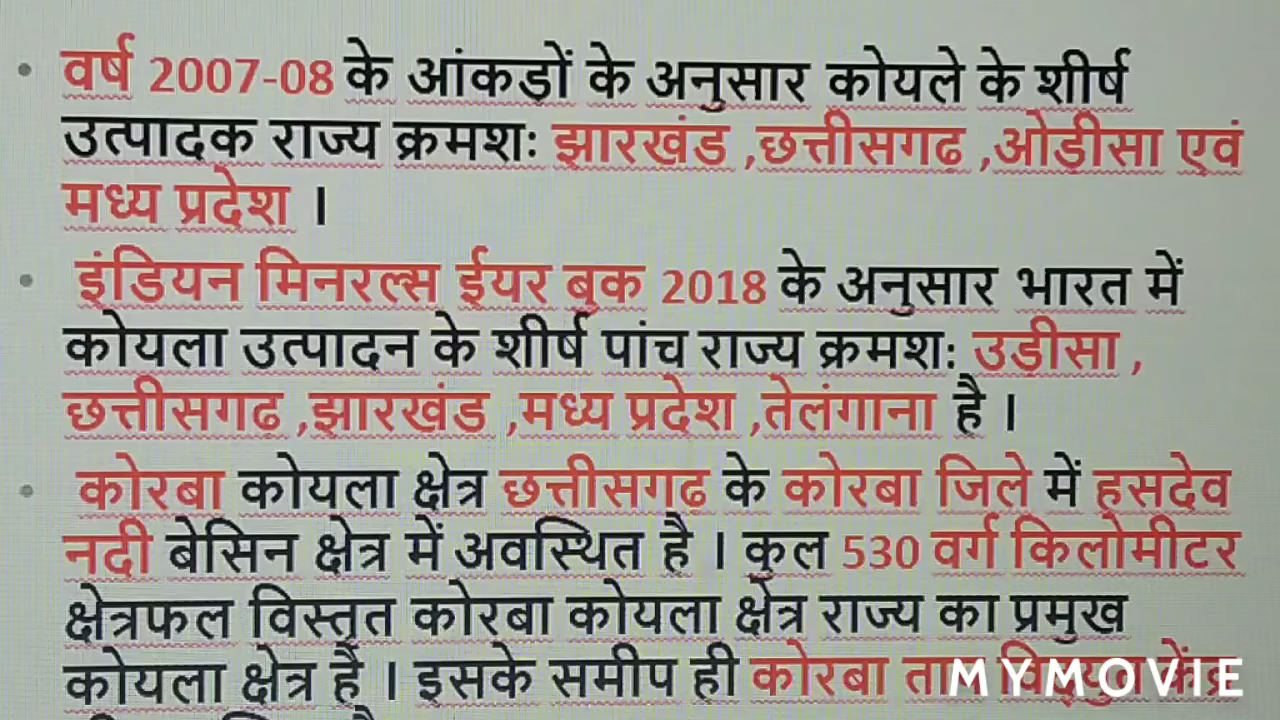 • वर्ष 2007-08 के आंकड़ों के अनुसार कोयले के शीर्ष
उत्पादक राज्य क्रमशः झारखंड ,छत्तीसगढ ,ओडीसा एवं
मध्य प्रदेश ।
• इंडियन मिनरल्स ईयर बुक 2018 के अनुसार भारत में
कोयला उत्पादन के शीर्ष पांच राज्य क्रमशः उडीसा ,
छत्तीसगढ ,झारखंड ,मध्य प्रदेश ,तेलंगाना है ।
• कोरबा कोयला क्षेत्र छत्तीसगढ के कोरबा जिले में हसदेव
नदी बेसिन क्षेत्र में अवस्थित है । कुल 530 वर्ग किलोमीटर
क्षेत्रफल विस्तृत कोरबा कोयला क्षेत्र राज्य का प्रमुख
कोयला क्षेत्र है । इसके समीप ही कोरबा ताप विद्युत केंद्र
MYMOVIE